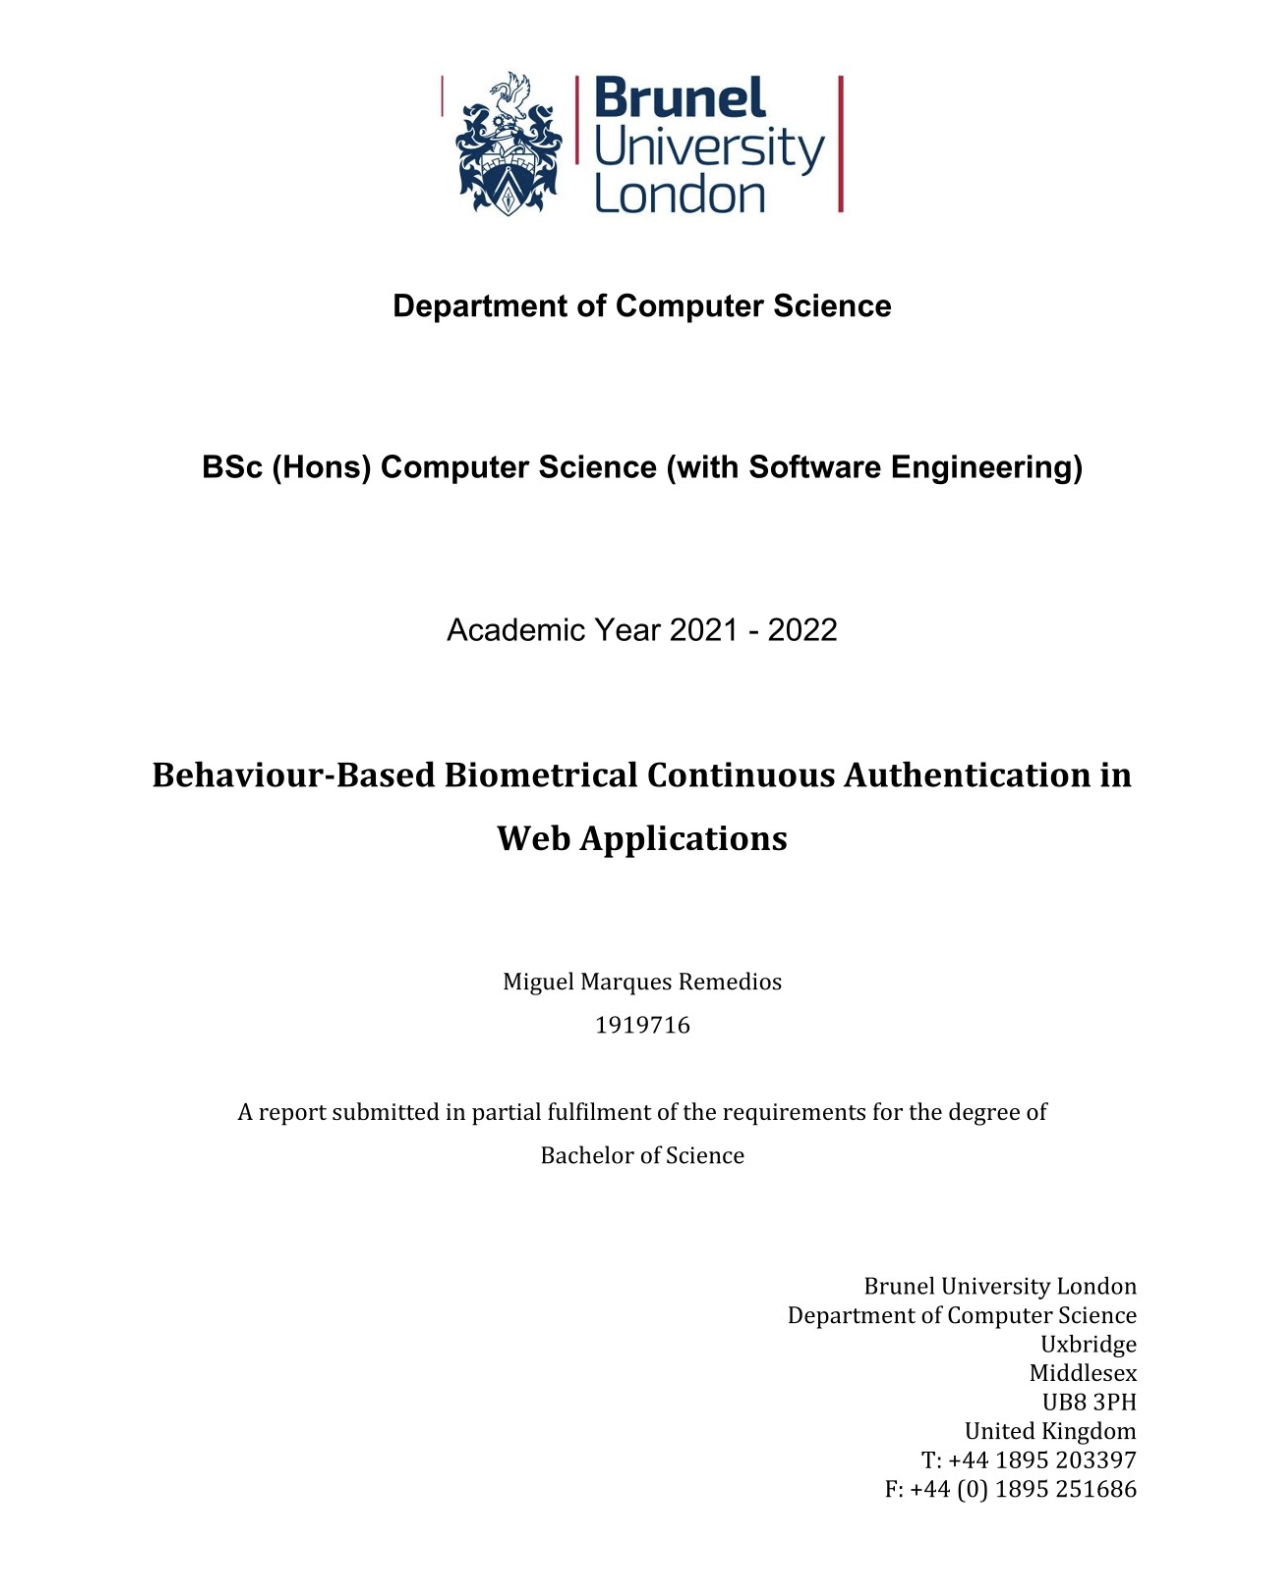 Brunel
University
London
Department of Computer Science
BSc (Hons) Computer Science (with Software Engineering)
Academic Year 2021 - 2022
Behaviour-Based Biometrical Continuous Authentication in
Web Applications
Miguel Marques Remedios
1919716
A report submitted in partial fulfilment of the requirements for the degree of
Bachelor of Science
Brunel University London
Department of Computer Science
Uxbridge
Middlesex
UB8 3PH
United Kingdom
T: +44 1895 203397
F: +44 (0) 1895 251686